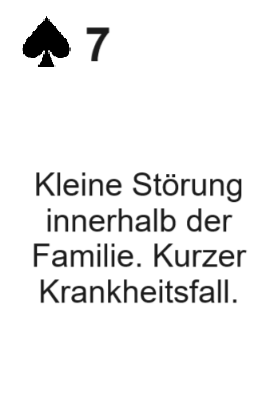 7
Kleine Störung
innerhalb der
Familie. Kurzer
Krankheitsfall.